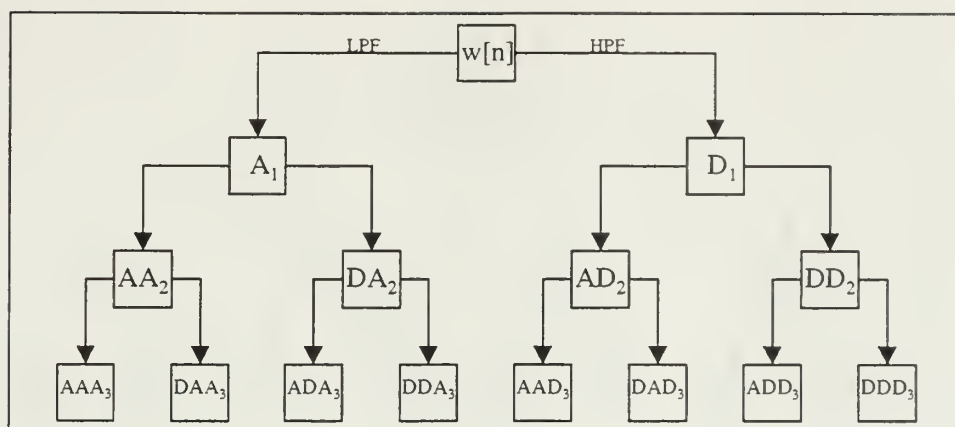 LPF w[n] HPF
A₁ D₁
AA₂ DA₂ AD₂ DD₂
AAA₃ DAA₃ ADA₃ DDA₃ AAD₃ DAD₃ ADD₃ DDD₃